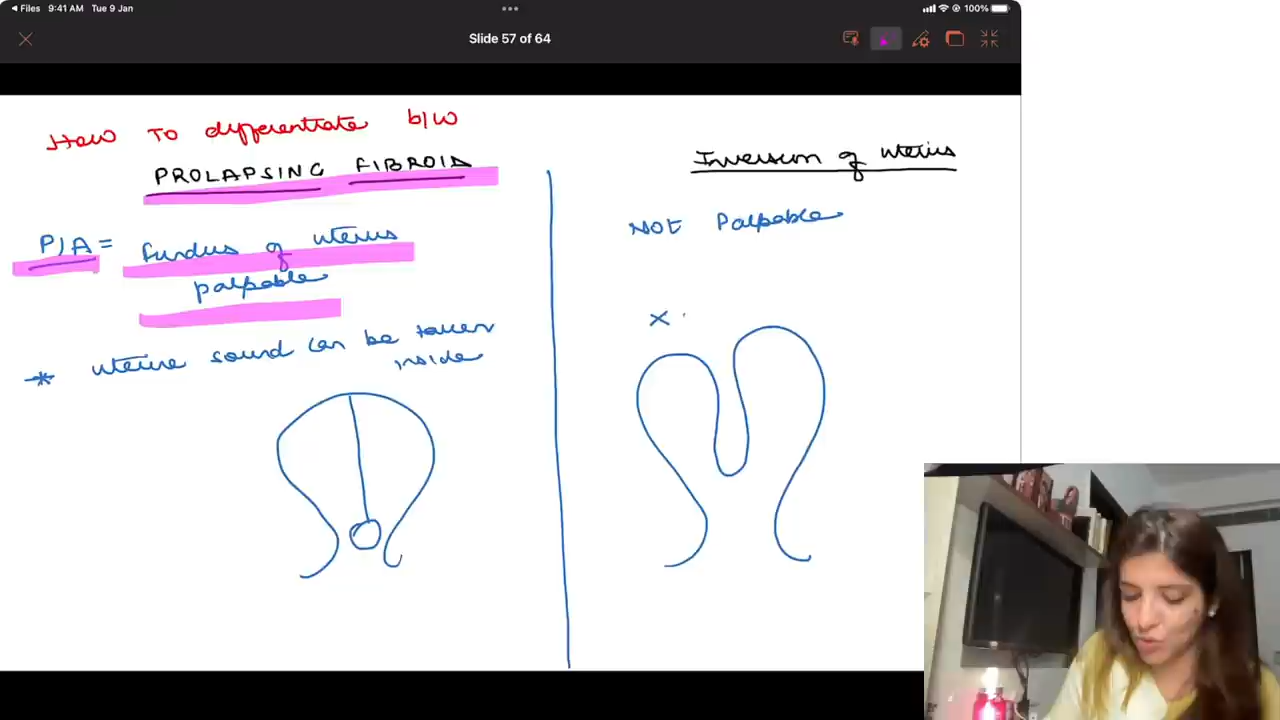 Files 9:41 AM Tue 9 Jan
100%
Slide 57 of 64
How To differentiate b/w
PROLAPSING FIBROID
Inversion of uterus
P/A = fundus of uterus
palpable
NOT Palpable
* uterine sound can be taken
inside
×